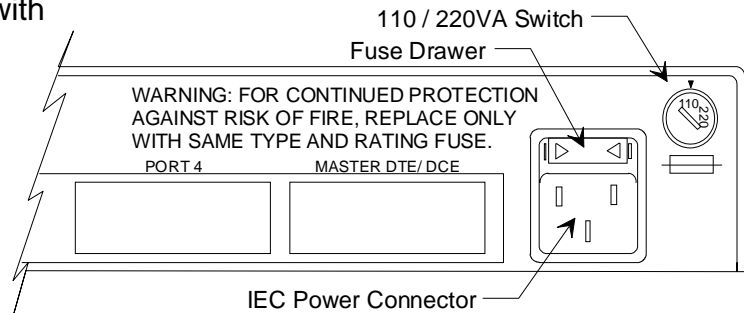 with
110 / 220VA Switch
Fuse Drawer
WARNING: FOR CONTINUED PROTECTION
AGAINST RISK OF FIRE, REPLACE ONLY
WITH SAME TYPE AND RATING FUSE.
110
220
PORT 4
MASTER DTE/ DCE
IEC Power Connector